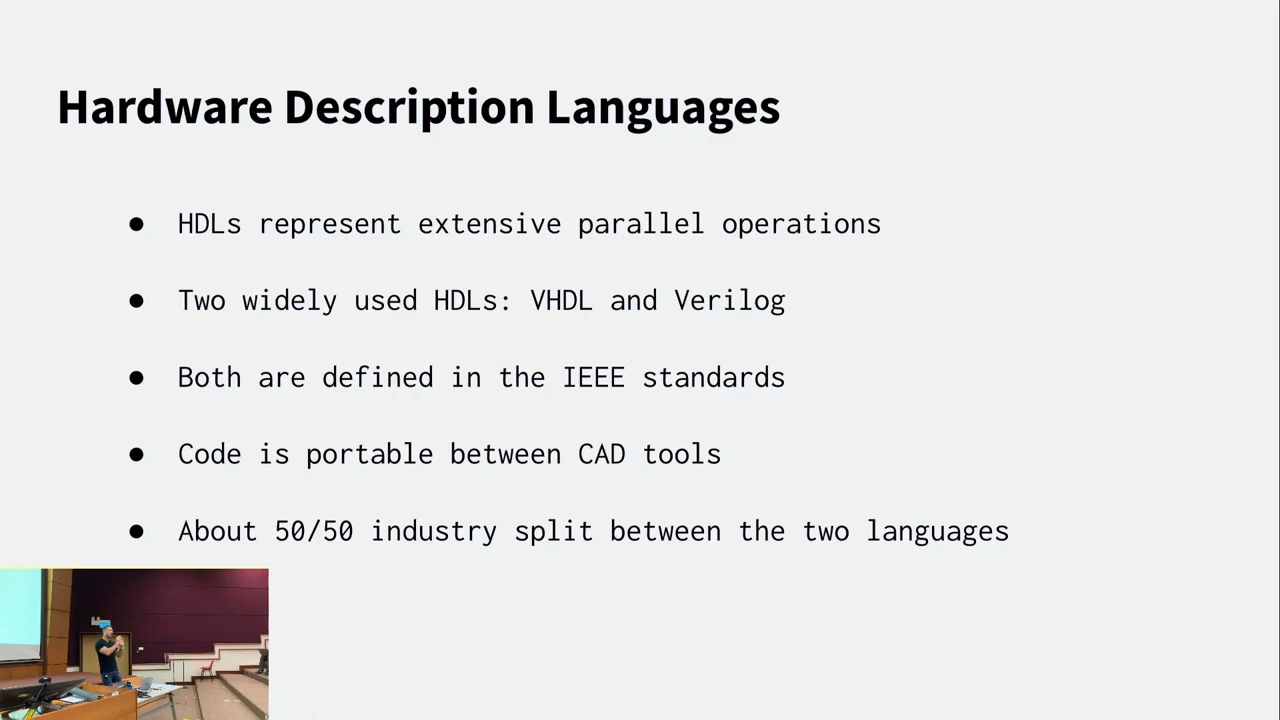 Hardware Description Languages
● HDLs represent extensive parallel operations
● Two widely used HDLs: VHDL and Verilog
● Both are defined in the IEEE standards
● Code is portable between CAD tools
● About 50/50 industry split between the two languages